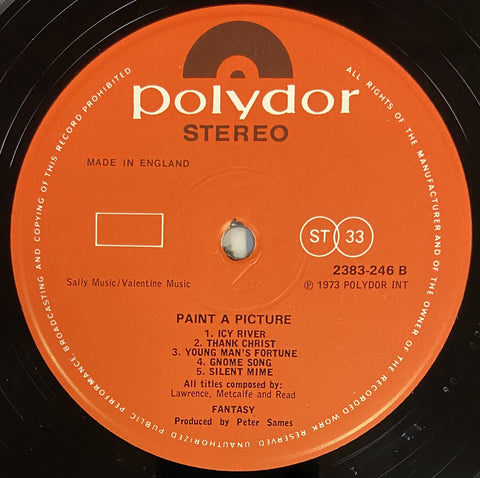 polydor
STEREO
MADE IN ENGLAND
ST 33
2383-246 B
Sally Music/Valentine Music
℗ 1973 POLYDOR INT
PAINT A PICTURE
1. ICY RIVER
2. THANK CHRIST
3. YOUNG MAN'S FORTUNE
4. GNOME SONG
5. SILENT MIME
All titles composed by:
Lawrence, Metcalfe and Read
FANTASY
Produced by Peter Sames
ALL RIGHTS OF THE MANUFACTURER AND OF THE OWNER OF THE RECORDED WORK RESERVED UNAUTHORIZED PUBLIC PERFORMANCE, BROADCASTING AND COPYING OF THIS RECORD PROHIBITED